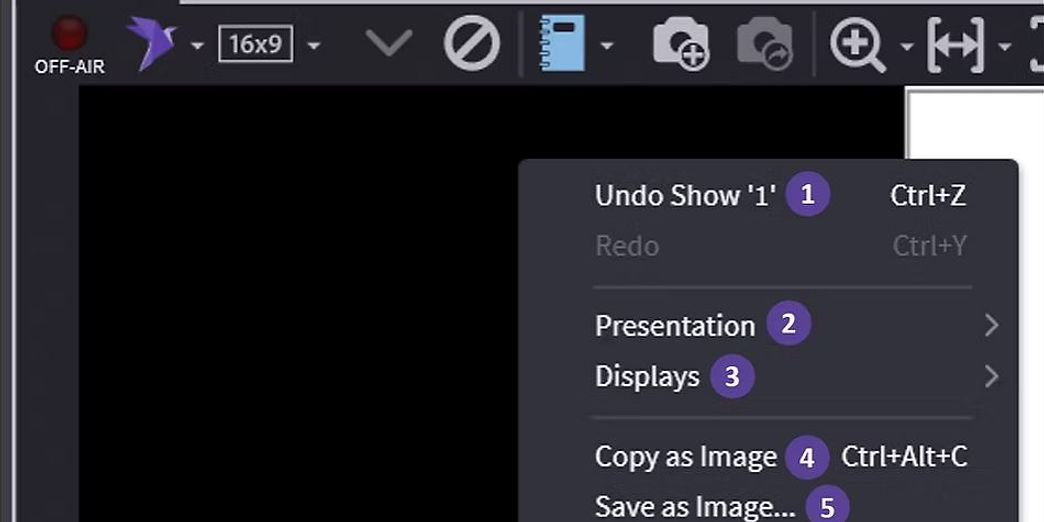 OFF-AIR
16x9
Undo Show '1' 1 Ctrl+Z
Redo Ctrl+Y
Presentation 2
Displays 3
Copy as Image 4 Ctrl+Alt+C
Save as Image... 5